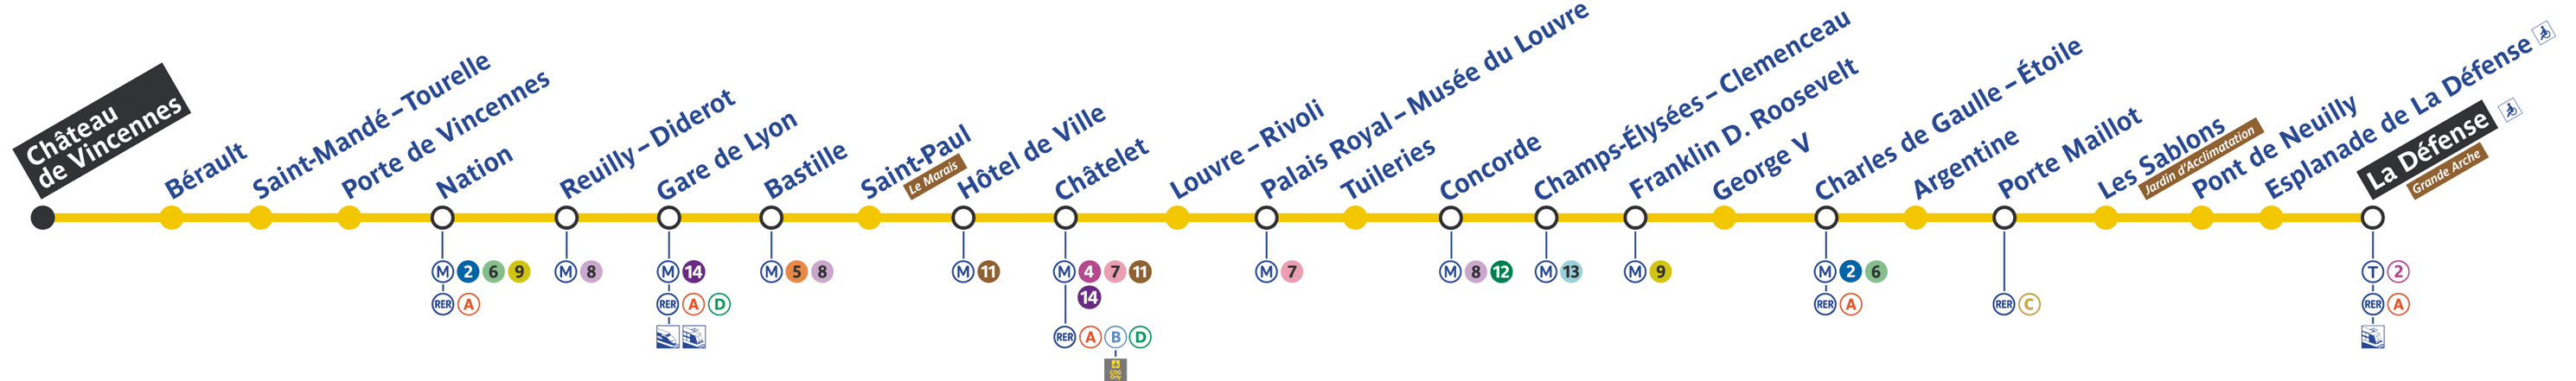 Château
de Vincennes
Bérault
Saint-Mandé – Tourelle
Porte de Vincennes
Nation
Reuilly – Diderot
Gare de Lyon
Bastille
Saint-Paul
Le Marais
Hôtel de Ville
Châtelet
Louvre – Rivoli
Palais Royal – Musée du Louvre
Tuileries
Concorde
Champs-Élysées – Clemenceau
Franklin D. Roosevelt
George V
Charles de Gaulle – Étoile
Argentine
Porte Maillot
Les Sablons
Jardin d'Acclimatation
Pont de Neuilly
Esplanade de La Défense
La Défense
Grande Arche
M 2 6 9
RER A
M 8
M 14
RER A D
M 5 8
M 11
M 4 7 11
14
RER A B D
CDG
Orly
M 7
M 8 12
M 13
M 9
M 2 6
RER A
RER C
T 2
RER A